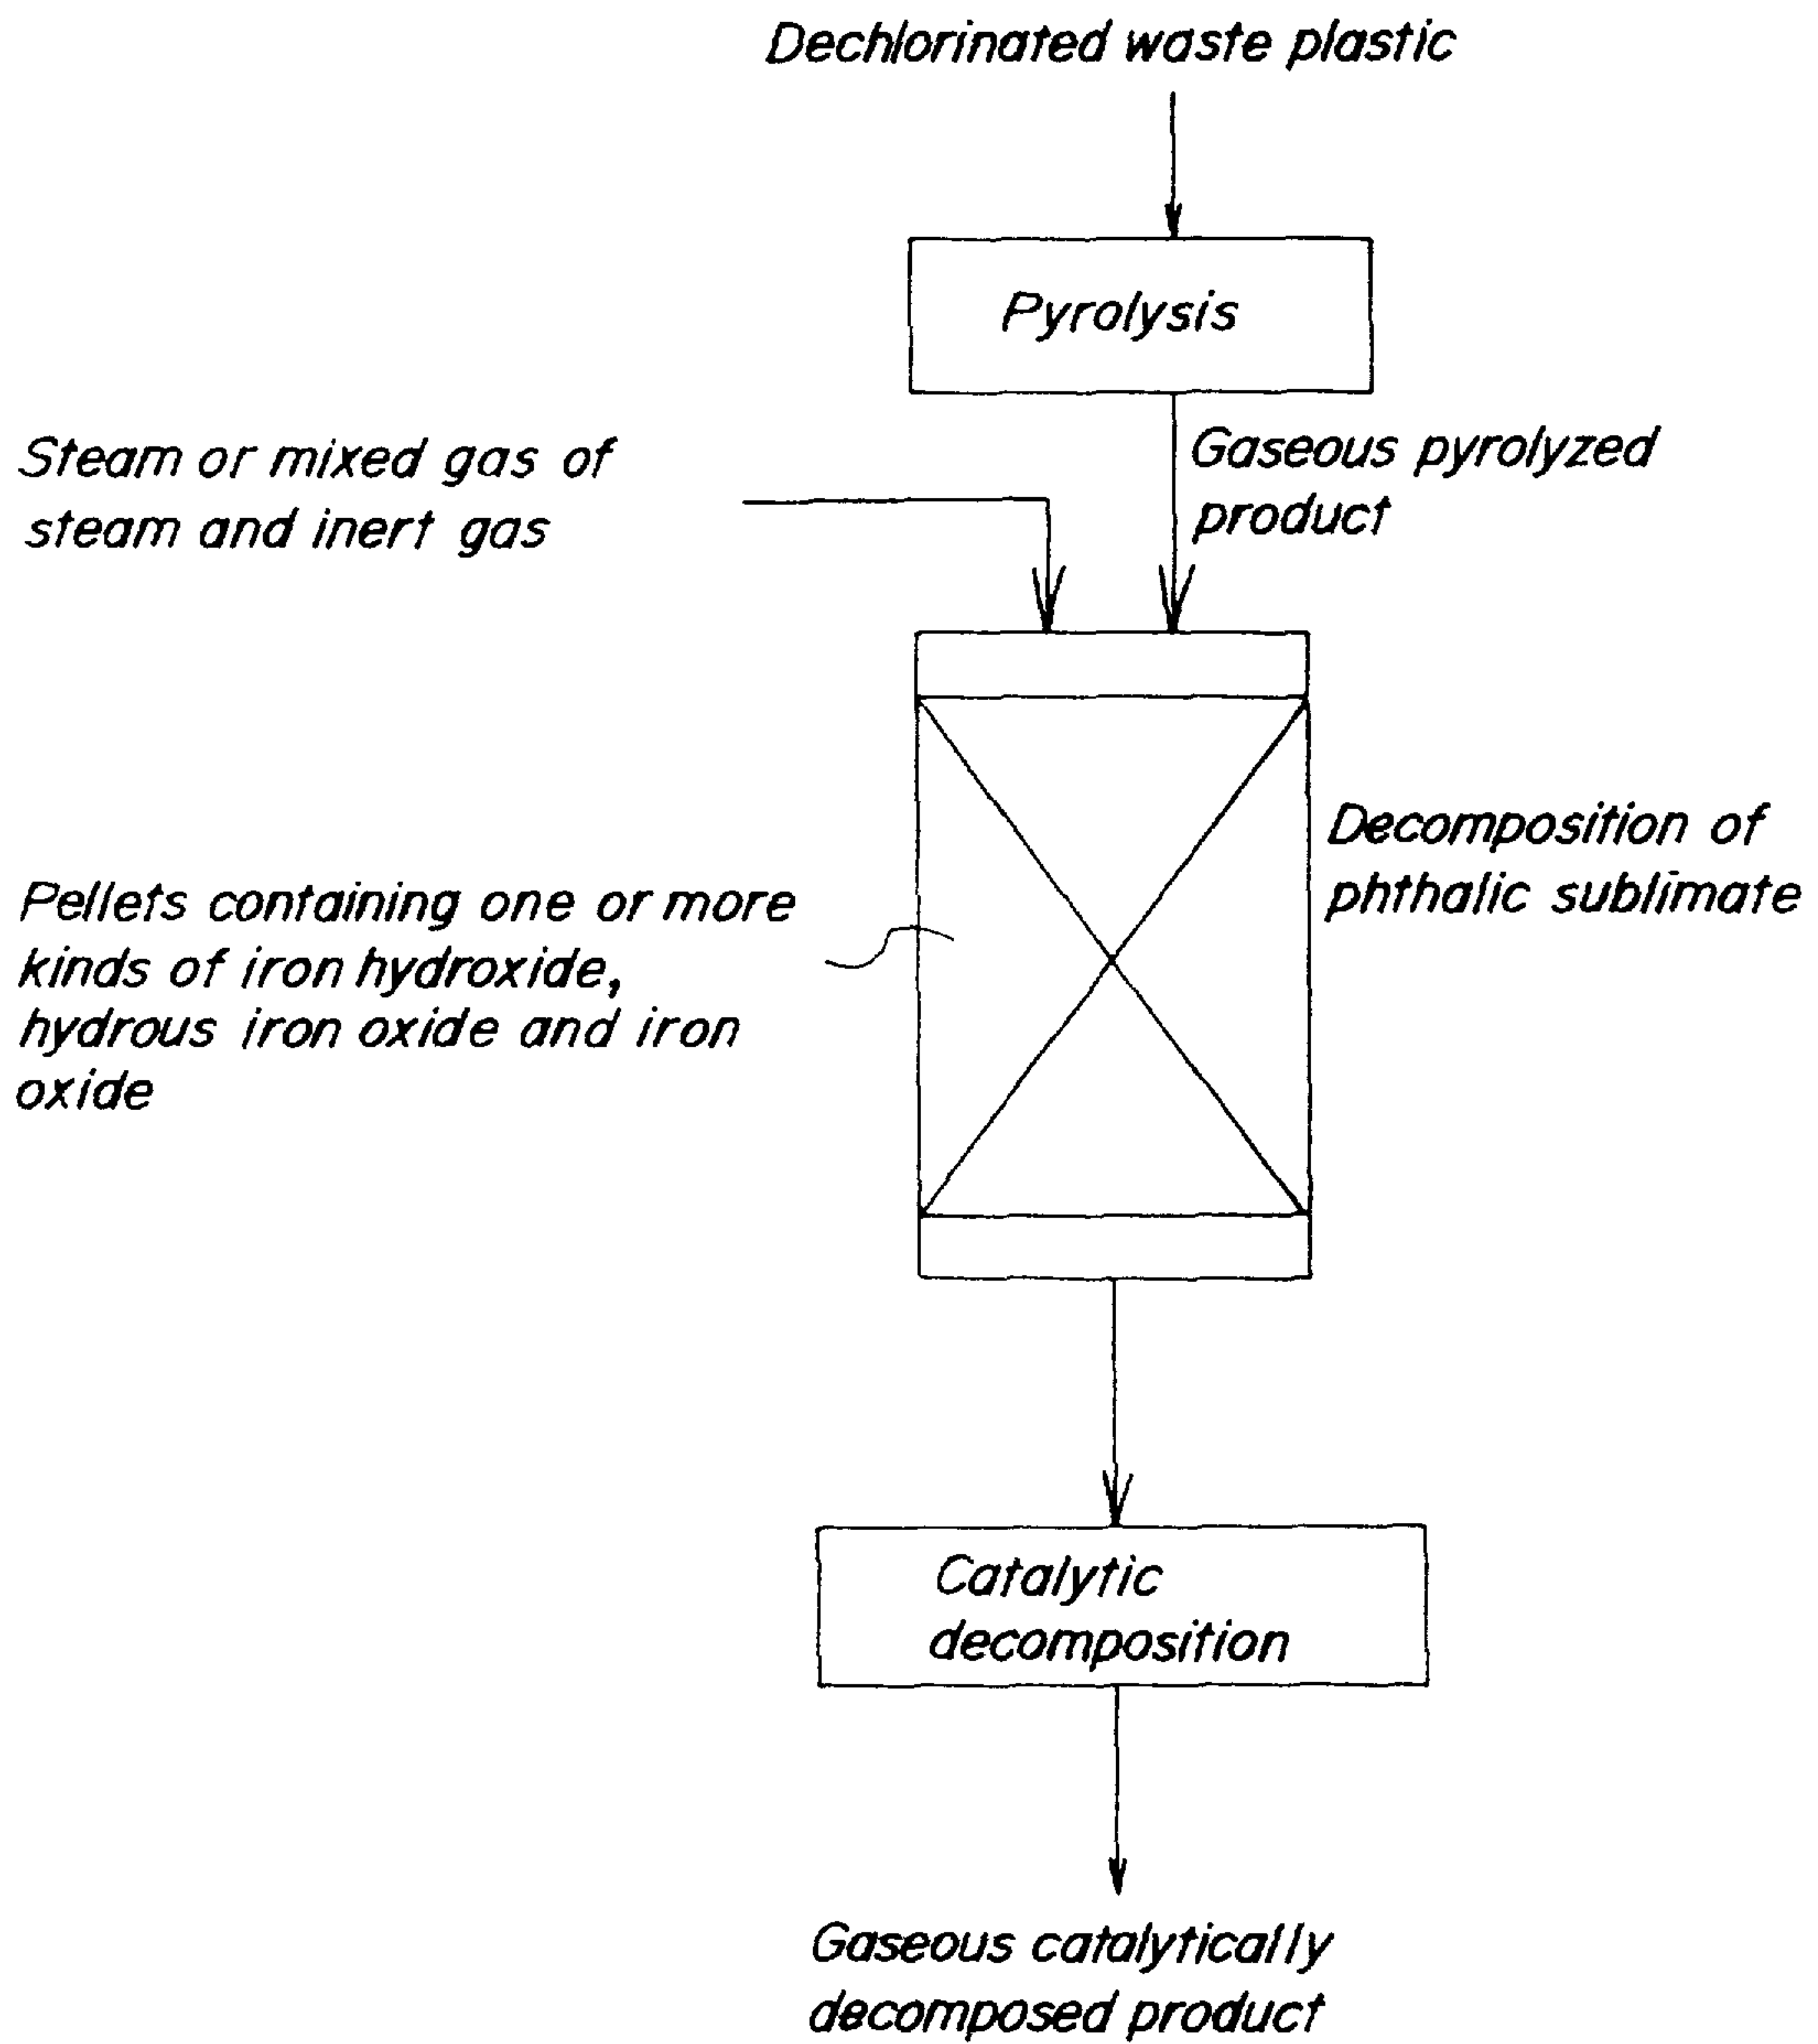 Dechlorinated waste plastic
Pyrolysis
Gaseous pyrolyzed
product
Steam or mixed gas of
steam and inert gas
Decomposition of
phthalic sublimate
Pellets containing one or more
kinds of iron hydroxide,
hydrous iron oxide and iron
oxide
Catalytic
decomposition
Gaseous catalytically
decomposed product